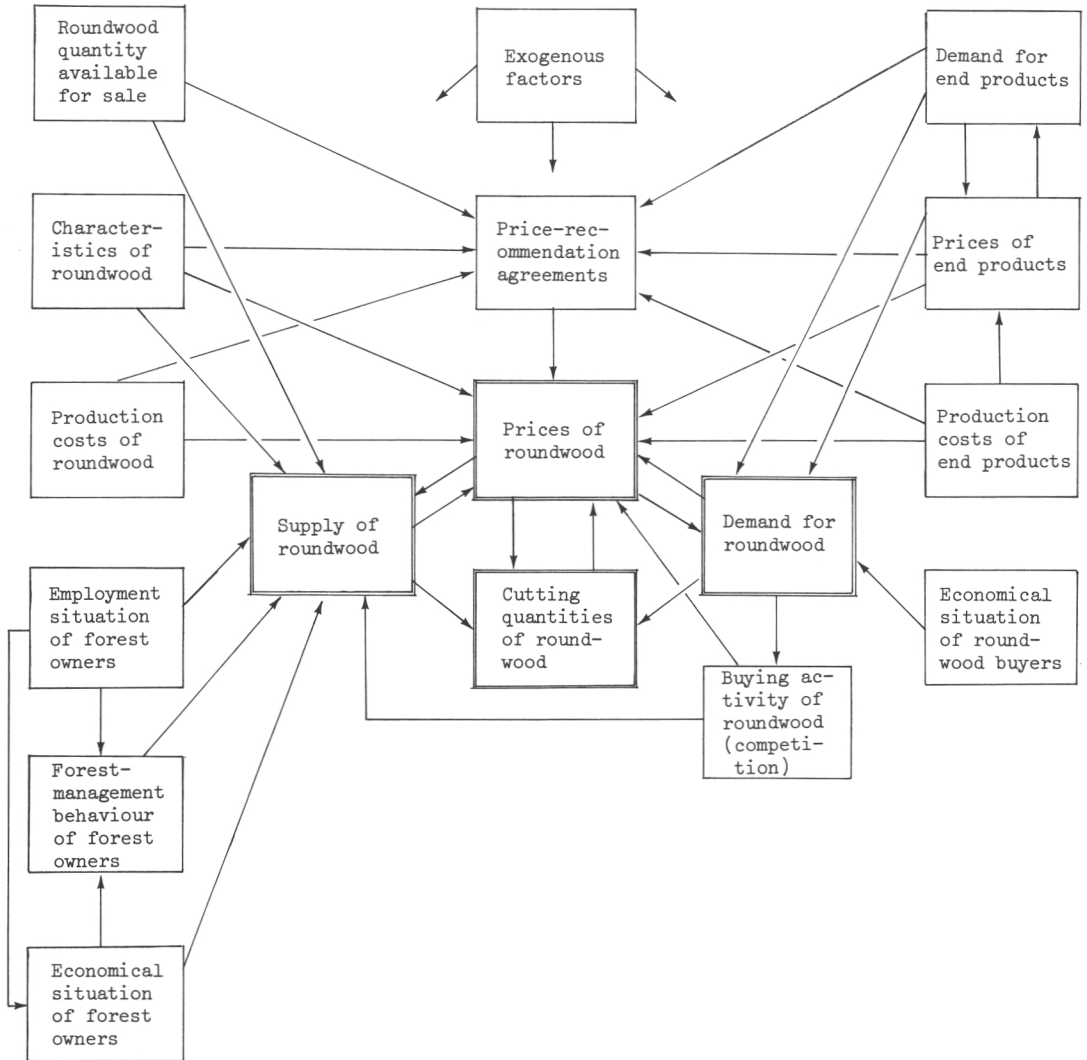 Roundwood
quantity
available
for sale
Exogenous
factors
Demand for
end products
Character-
istics of
roundwood
Price-rec-
ommendation
agreements
Prices of
end products
Production
costs of
roundwood
Prices of
roundwood
Production
costs of
end products
Supply of
roundwood
Demand for
roundwood
Employment
situation
of forest
owners
Cutting
quantities
of round-
wood
Economical
situation
of round-
wood buyers
Buying ac-
tivity of
roundwood
(competi-
tion)
Forest-
management
behaviour
of forest
owners
Economical
situation
of forest
owners